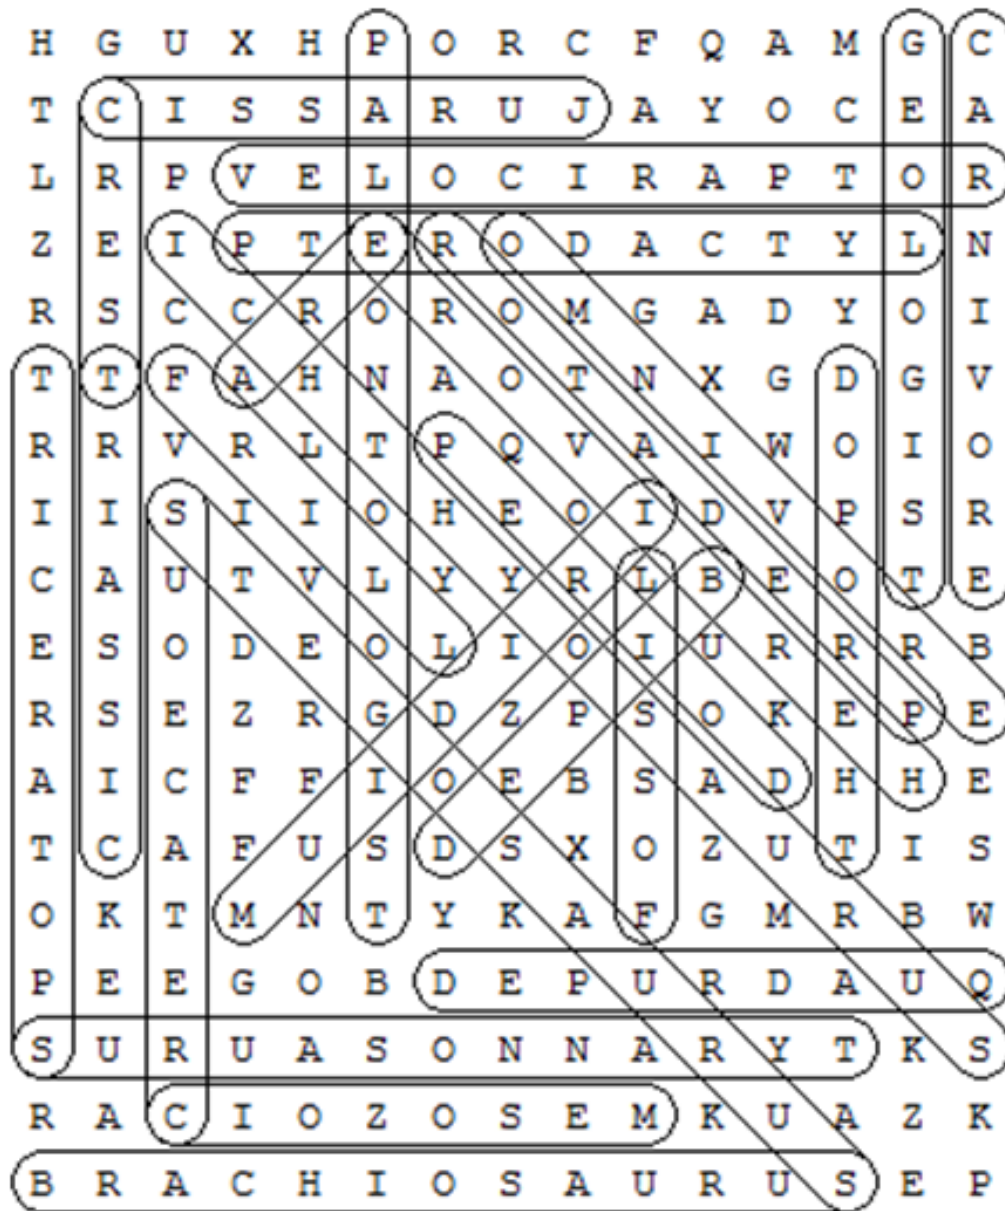 H G U X H P O R C F Q A M G C
T C I S S A R U J A Y O C E A
L R P V E L O C I R A P T O R
Z E I P T E R O D A C T Y L N
R S C C R O R O M G A D Y O I
T T F A H N A O T N X G D G V
R R V R L T P Q V A I W O I O
I I S I I O H E O I D V P S R
C A U T V L Y Y R L B E O T E
E S O D E O L I O I U R R R B
R S E Z R G D Z P S O K E P E
A I C F F I O E B S A D H H E
T C A F U S D S X O Z U T I S
O K T M N T Y K A F G M R B W
P E E G O B D E P U R D A U Q
S U R U A S O N N A R Y T K S
R A C I O Z O S E M K U A Z K
B R A C H I O S A U R U S E P